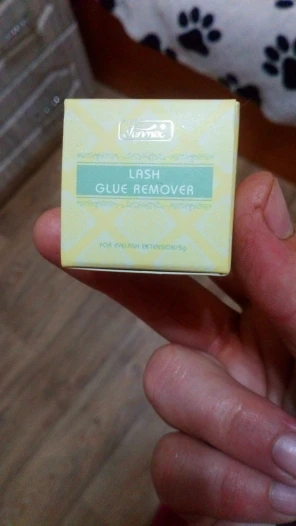 LASH
GLUE REMOVER
FOR EYELASH EXTENSION/5g